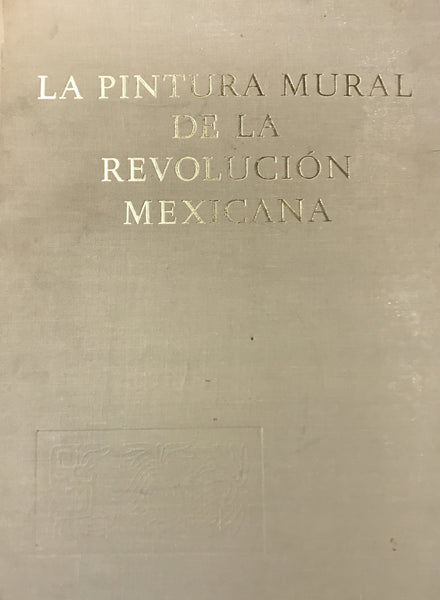 LA PINTURA MURAL
DE LA
REVOLUCIÓN
MEXICANA